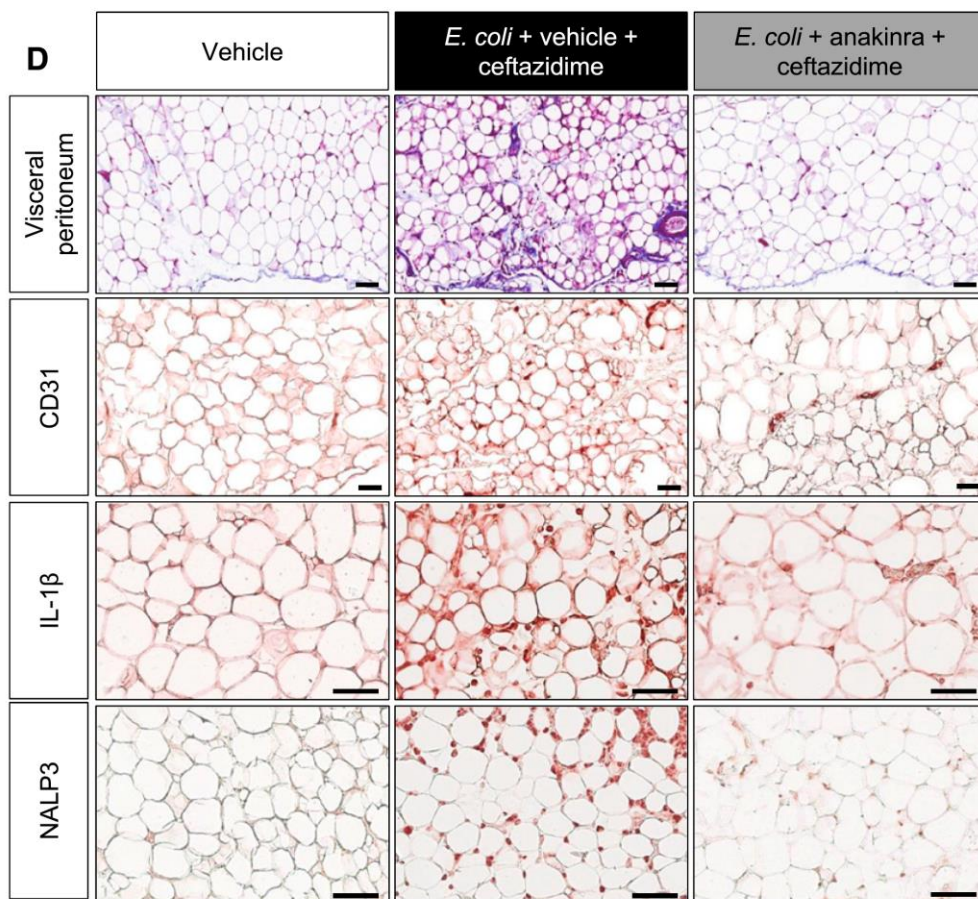 D
Vehicle
E. coli + vehicle +
ceftazidime
E. coli + anakinra +
ceftazidime
Visceral
peritoneum
CD31
IL-1β
NALP3